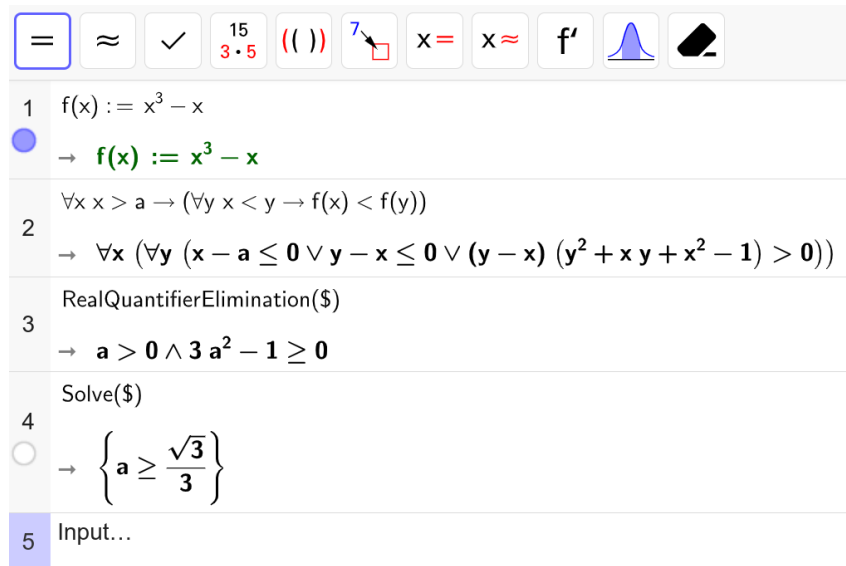 = ≈ ✓ 15 3·5 (( )) 7 x= x≈ f′
1 f(x) := x³ – x
→ f(x) := x³ – x
2 ∀x x > a → (∀y x < y → f(x) < f(y))
→ ∀x (∀y (x – a ≤ 0 ∨ y – x ≤ 0 ∨ (y – x) (y² + x y + x² – 1) > 0))
3 RealQuantifierElimination($)
→ a > 0 ∧ 3 a² – 1 ≥ 0
4 Solve($)
→ {a ≥ √3/3}
5 Input...